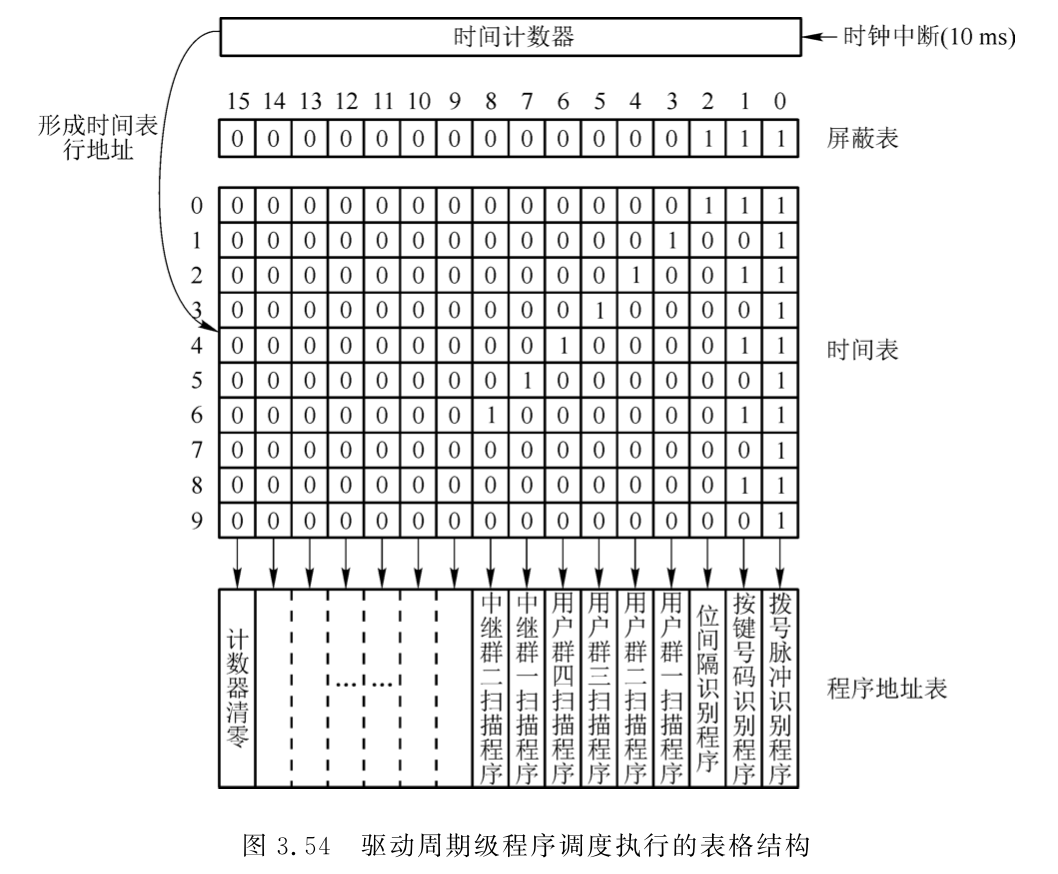 时间计数器
时钟中断(10 ms)
形成时间表
行地址
15 14 13 12 11 10 9 8 7 6 5 4 3 2 1 0
0 0 0 0 0 0 0 0 0 0 0 0 0 1 1 1
屏蔽表
0 0 0 0 0 0 0 0 0 0 0 0 0 0 1 1 1
1 0 0 0 0 0 0 0 0 0 0 0 0 1 0 0 1
2 0 0 0 0 0 0 0 0 0 0 0 1 0 0 1 1
3 0 0 0 0 0 0 0 0 0 0 1 0 0 0 0 1
4 0 0 0 0 0 0 0 0 0 1 0 0 0 0 1 1
5 0 0 0 0 0 0 0 0 1 0 0 0 0 0 0 1
6 0 0 0 0 0 0 0 1 0 0 0 0 0 0 1 1
7 0 0 0 0 0 0 0 0 0 0 0 0 0 0 0 1
8 0 0 0 0 0 0 0 0 0 0 0 0 0 0 1 1
9 0 0 0 0 0 0 0 0 0 0 0 0 0 0 0 1
时间表
计数器清零
...
...
中继群二扫描程序
中继群一扫描程序
用户群四扫描程序
用户群三扫描程序
用户群二扫描程序
用户群一扫描程序
位间隔识别程序
按键号码识别程序
拨号脉冲识别程序
程序地址表
图 3.54 驱动周期级程序调度执行的表格结构